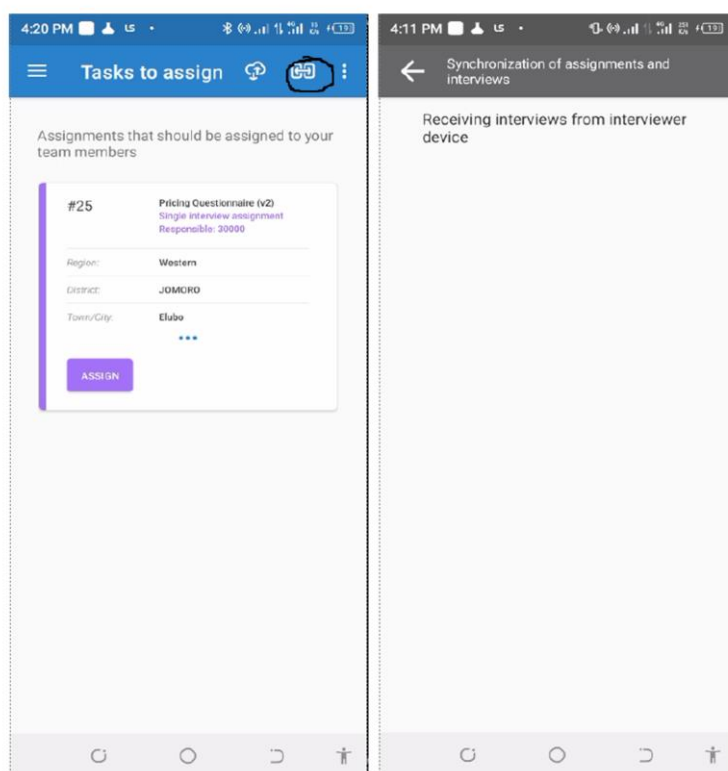 4:20 PM
Tasks to assign
Assignments that should be assigned to your
team members
#25
Pricing Questionnaire (v2)
Single interview assignment
Responsible: 30000
Region:
Western
District:
JOMORO
Town/City:
Elubo
ASSIGN
4:11 PM
Synchronization of assignments and
interviews
Receiving interviews from interviewer
device